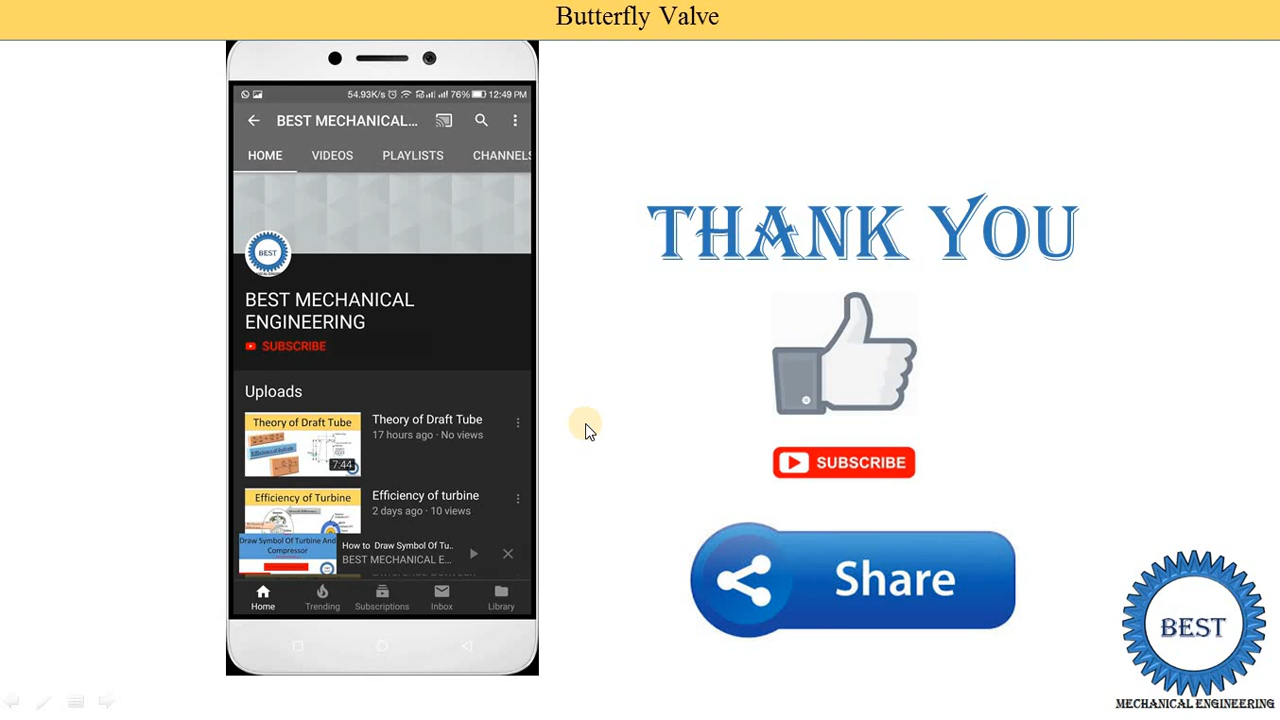 Butterfly Valve
54.93K/s 76% 12:49 PM
BEST MECHANICAL...
HOME VIDEOS PLAYLISTS CHANNELS
BEST
BEST MECHANICAL
ENGINEERING
SUBSCRIBE
Uploads
Theory of Draft Tube
7:44
Theory of Draft Tube
17 hours ago · No views
Efficiency of Turbine
Efficiency of turbine
2 days ago · 10 views
Draw Symbol Of Turbine And
Compressor
How to Draw Symbol Of Tu..
BEST MECHANICAL E...
Home Trending Subscriptions Inbox Library
THANK YOU
SUBSCRIBE
Share
BEST
MECHANICAL ENGINEERING